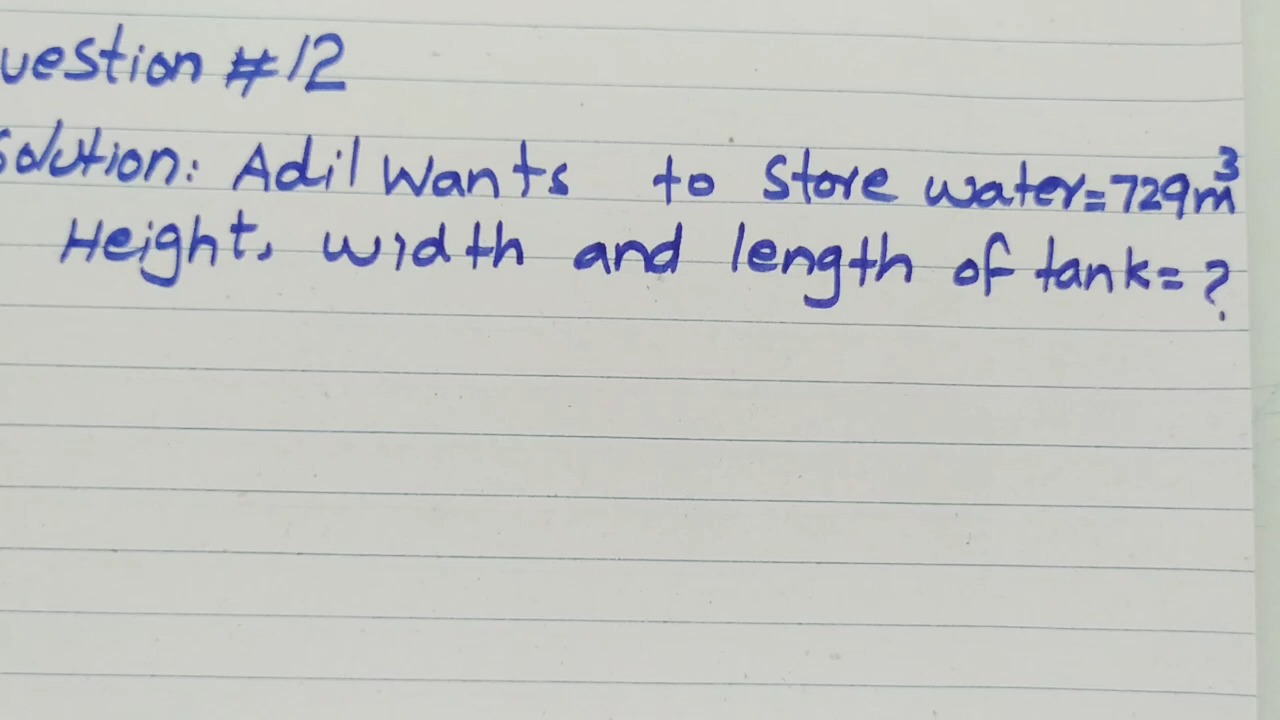 uestion #12
Solution: Adil Wants to Store water=729m³
Height, width and length of tank=?